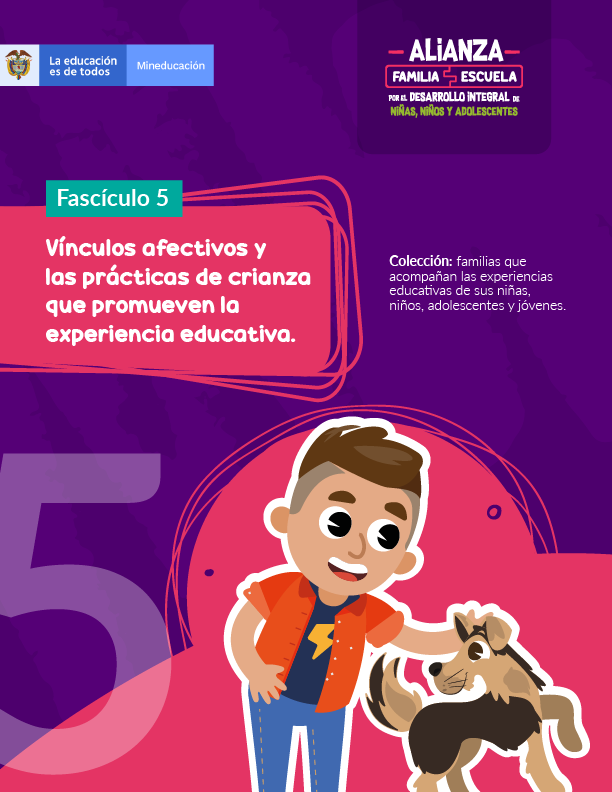 La educación
es de todos
Mineducación
ALiANZA
FAMILIA ESCUELA
POR EL DESARROLLO INTEGRAL DE
NIÑAS, NIÑOS Y ADOLESCENTES
Fascículo 5
Vínculos afectivos y
las prácticas de crianza
que promueven la
experiencia educativa.
Colección: familias que
acompañan las experiencias
educativas de sus niñas,
niños, adolescentes y jóvenes.
5